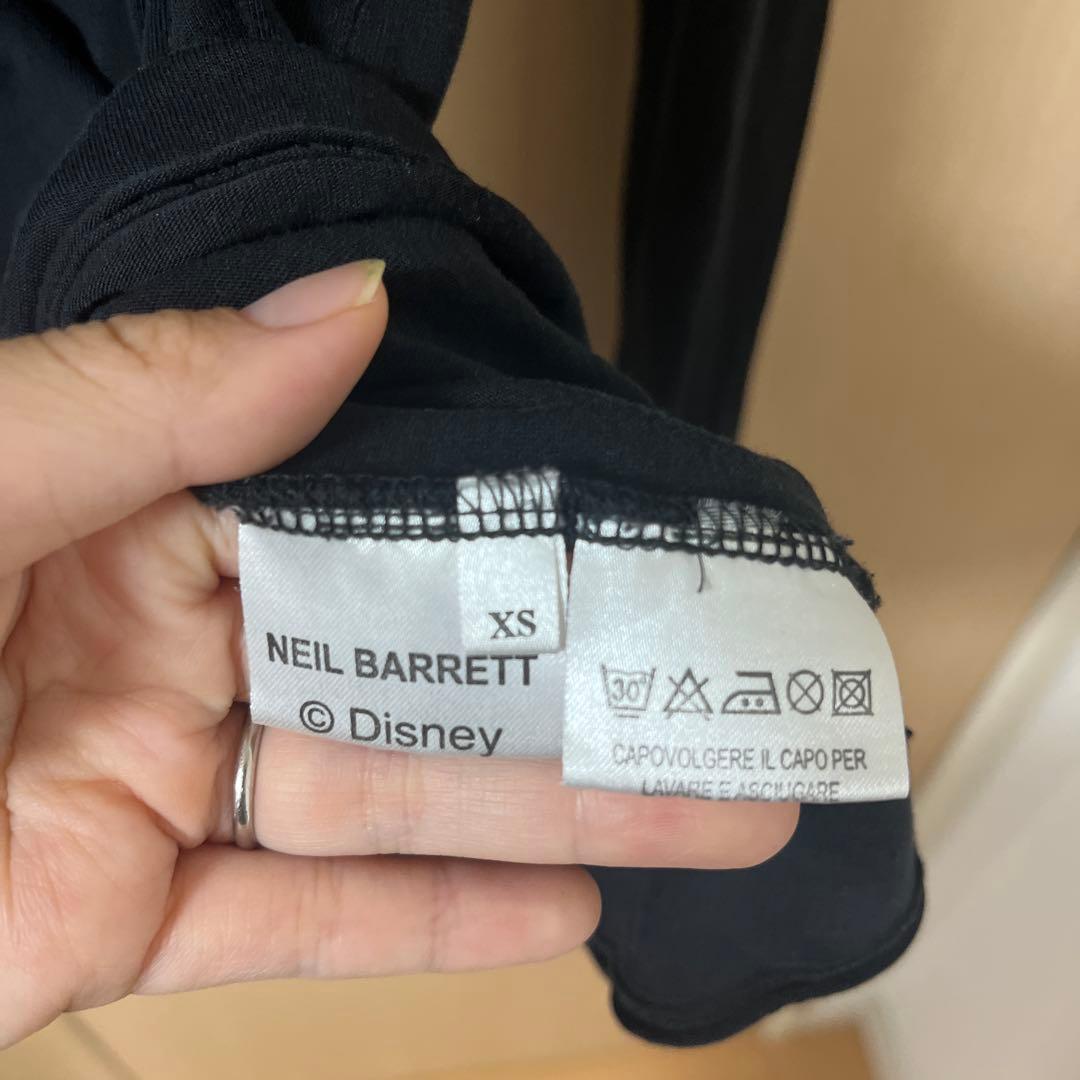 XS
NEIL BARRETT
© Disney
30°
CAPOVOLGERE IL CAPO PER
LAVARE E ASCIUGARE